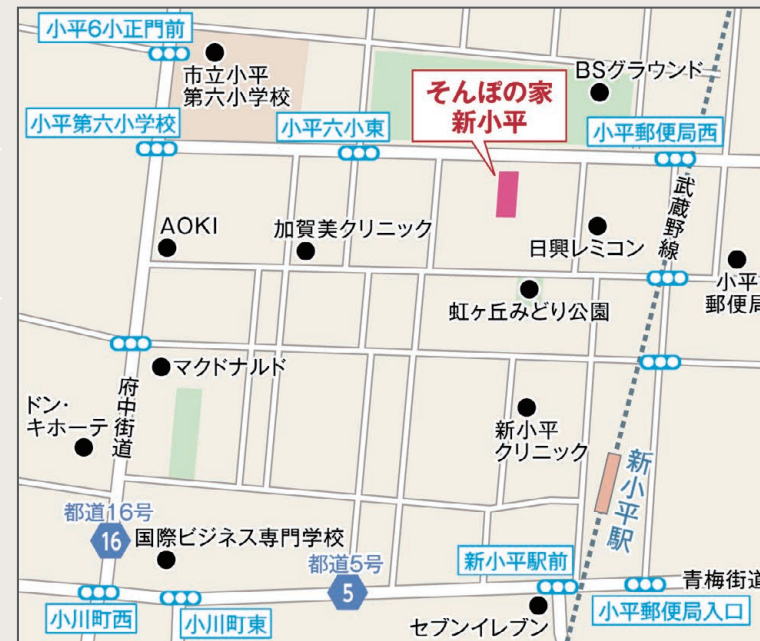 小平6小正門前
市立小平
第六小学校
BSグラウンド
そんぽの家
新小平
小平第六小学校
小平六小東
小平郵便局西
武蔵野線
AOKI
加賀美クリニック
日興レミコン
小平
郵便局
虹ヶ丘みどり公園
マクドナルド
府中街道
ドン・
キホーテ
新小平
クリニック
新小平駅
都道16号
16
国際ビジネス専門学校
都道5号
5
新小平駅前
青梅街道
小川町西
小川町東
セブンイレブン
小平郵便局入口